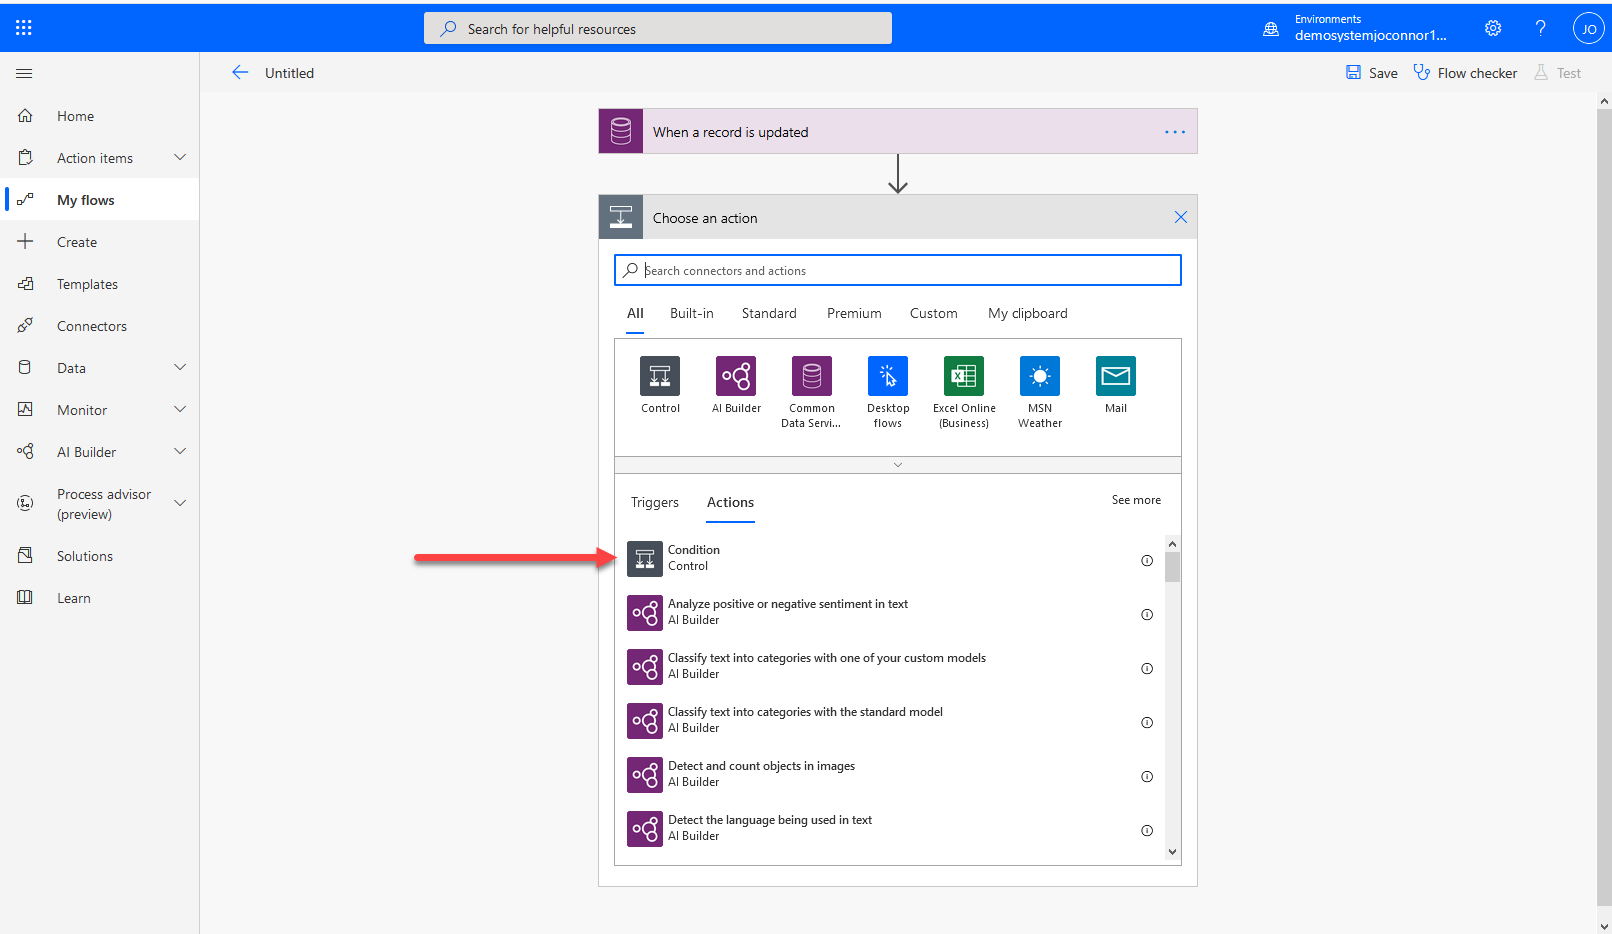 Search for helpful resources
Environments
demosystemjoconnor1...
JO
Untitled
Save
Flow checker
Test
Home
Action items
My flows
Create
Templates
Connectors
Data
Monitor
AI Builder
Process advisor
(preview)
Solutions
Learn
When a record is updated
Choose an action
Search connectors and actions
All
Built-in
Standard
Premium
Custom
My clipboard
Control
AI Builder
Common
Data Servi...
Desktop
flows
Excel Online
(Business)
MSN
Weather
Mail
Triggers
Actions
See more
Condition
Control
Analyze positive or negative sentiment in text
AI Builder
Classify text into categories with one of your custom models
AI Builder
Classify text into categories with the standard model
AI Builder
Detect and count objects in images
AI Builder
Detect the language being used in text
AI Builder